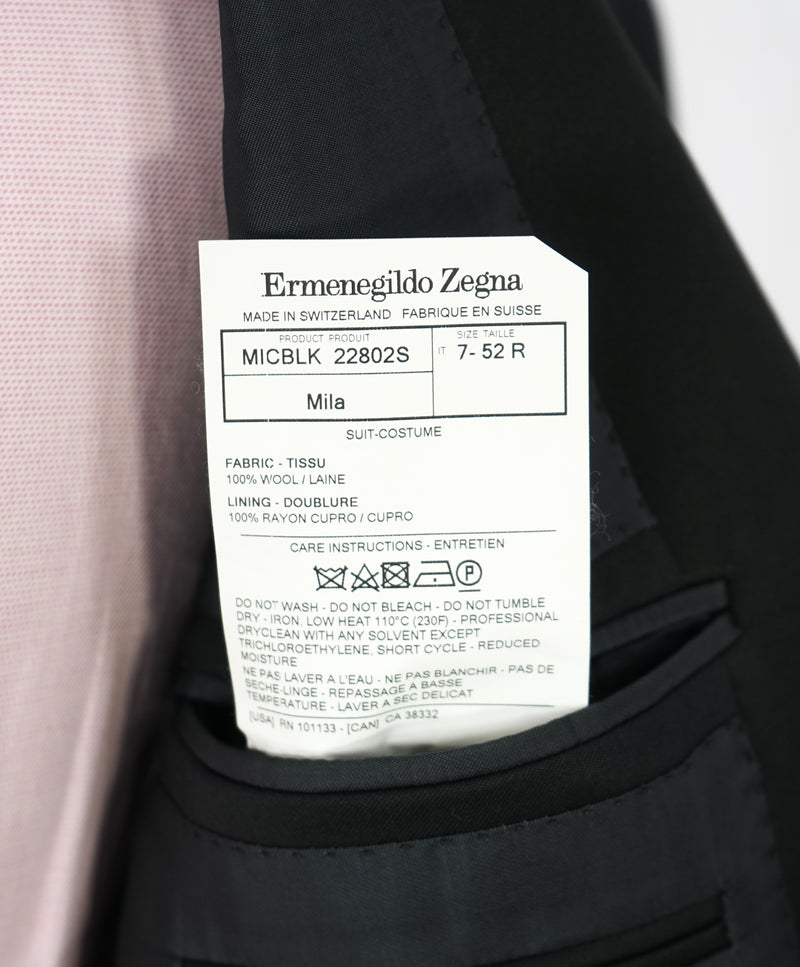 Ermenegildo Zegna
MADE IN SWITZERLAND FABRIQUE EN SUISSE
PRODUCT PRODUIT
MICBLK 22802S
SIZE TAILLE
IT 7- 52 R
Mila
SUIT-COSTUME
FABRIC - TISSU
100% WOOL / LAINE
LINING - DOUBLURE
100% RAYON CUPRO / CUPRO
CARE INSTRUCTIONS - ENTRETIEN
P
DO NOT WASH - DO NOT BLEACH - DO NOT TUMBLE
DRY - IRON, LOW HEAT 110°C (230F) - PROFESSIONAL
DRYCLEAN WITH ANY SOLVENT EXCEPT
TRICHLOROETHYLENE, SHORT CYCLE - REDUCED
MOISTURE
NE PAS LAVER A L'EAU - NE PAS BLANCHIR - PAS DE
SECHE-LINGE - REPASSAGE A BASSE
TEMPERATURE - LAVER A SEC DELICAT
[USA] RN 101133 - [CAN] CA 38332